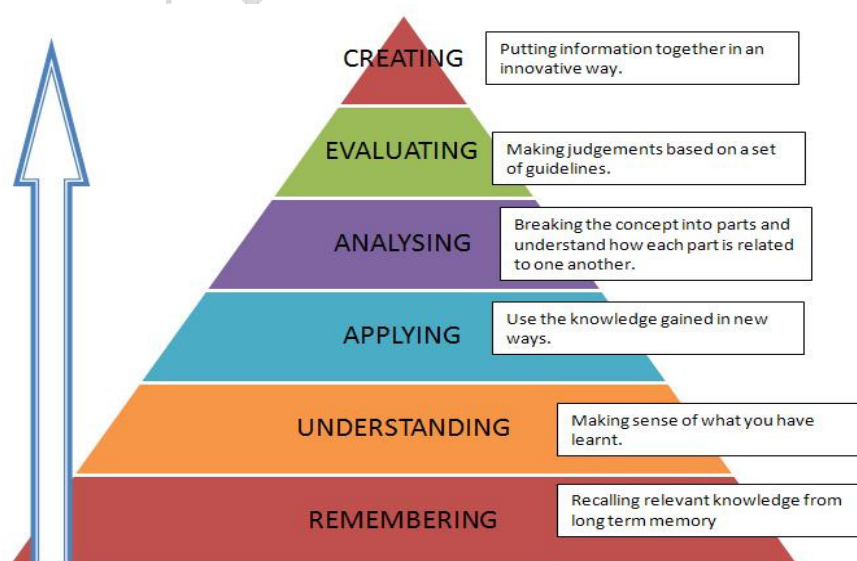 CREATING
Putting information together in an
innovative way.
EVALUATING
Making judgements based on a set
of guidelines.
ANALYSING
Breaking the concept into parts and
understand how each part is related
to one another.
APPLYING
Use the knowledge gained in new
ways.
UNDERSTANDING
Making sense of what you have
learnt.
REMEMBERING
Recalling relevant knowledge from
long term memory